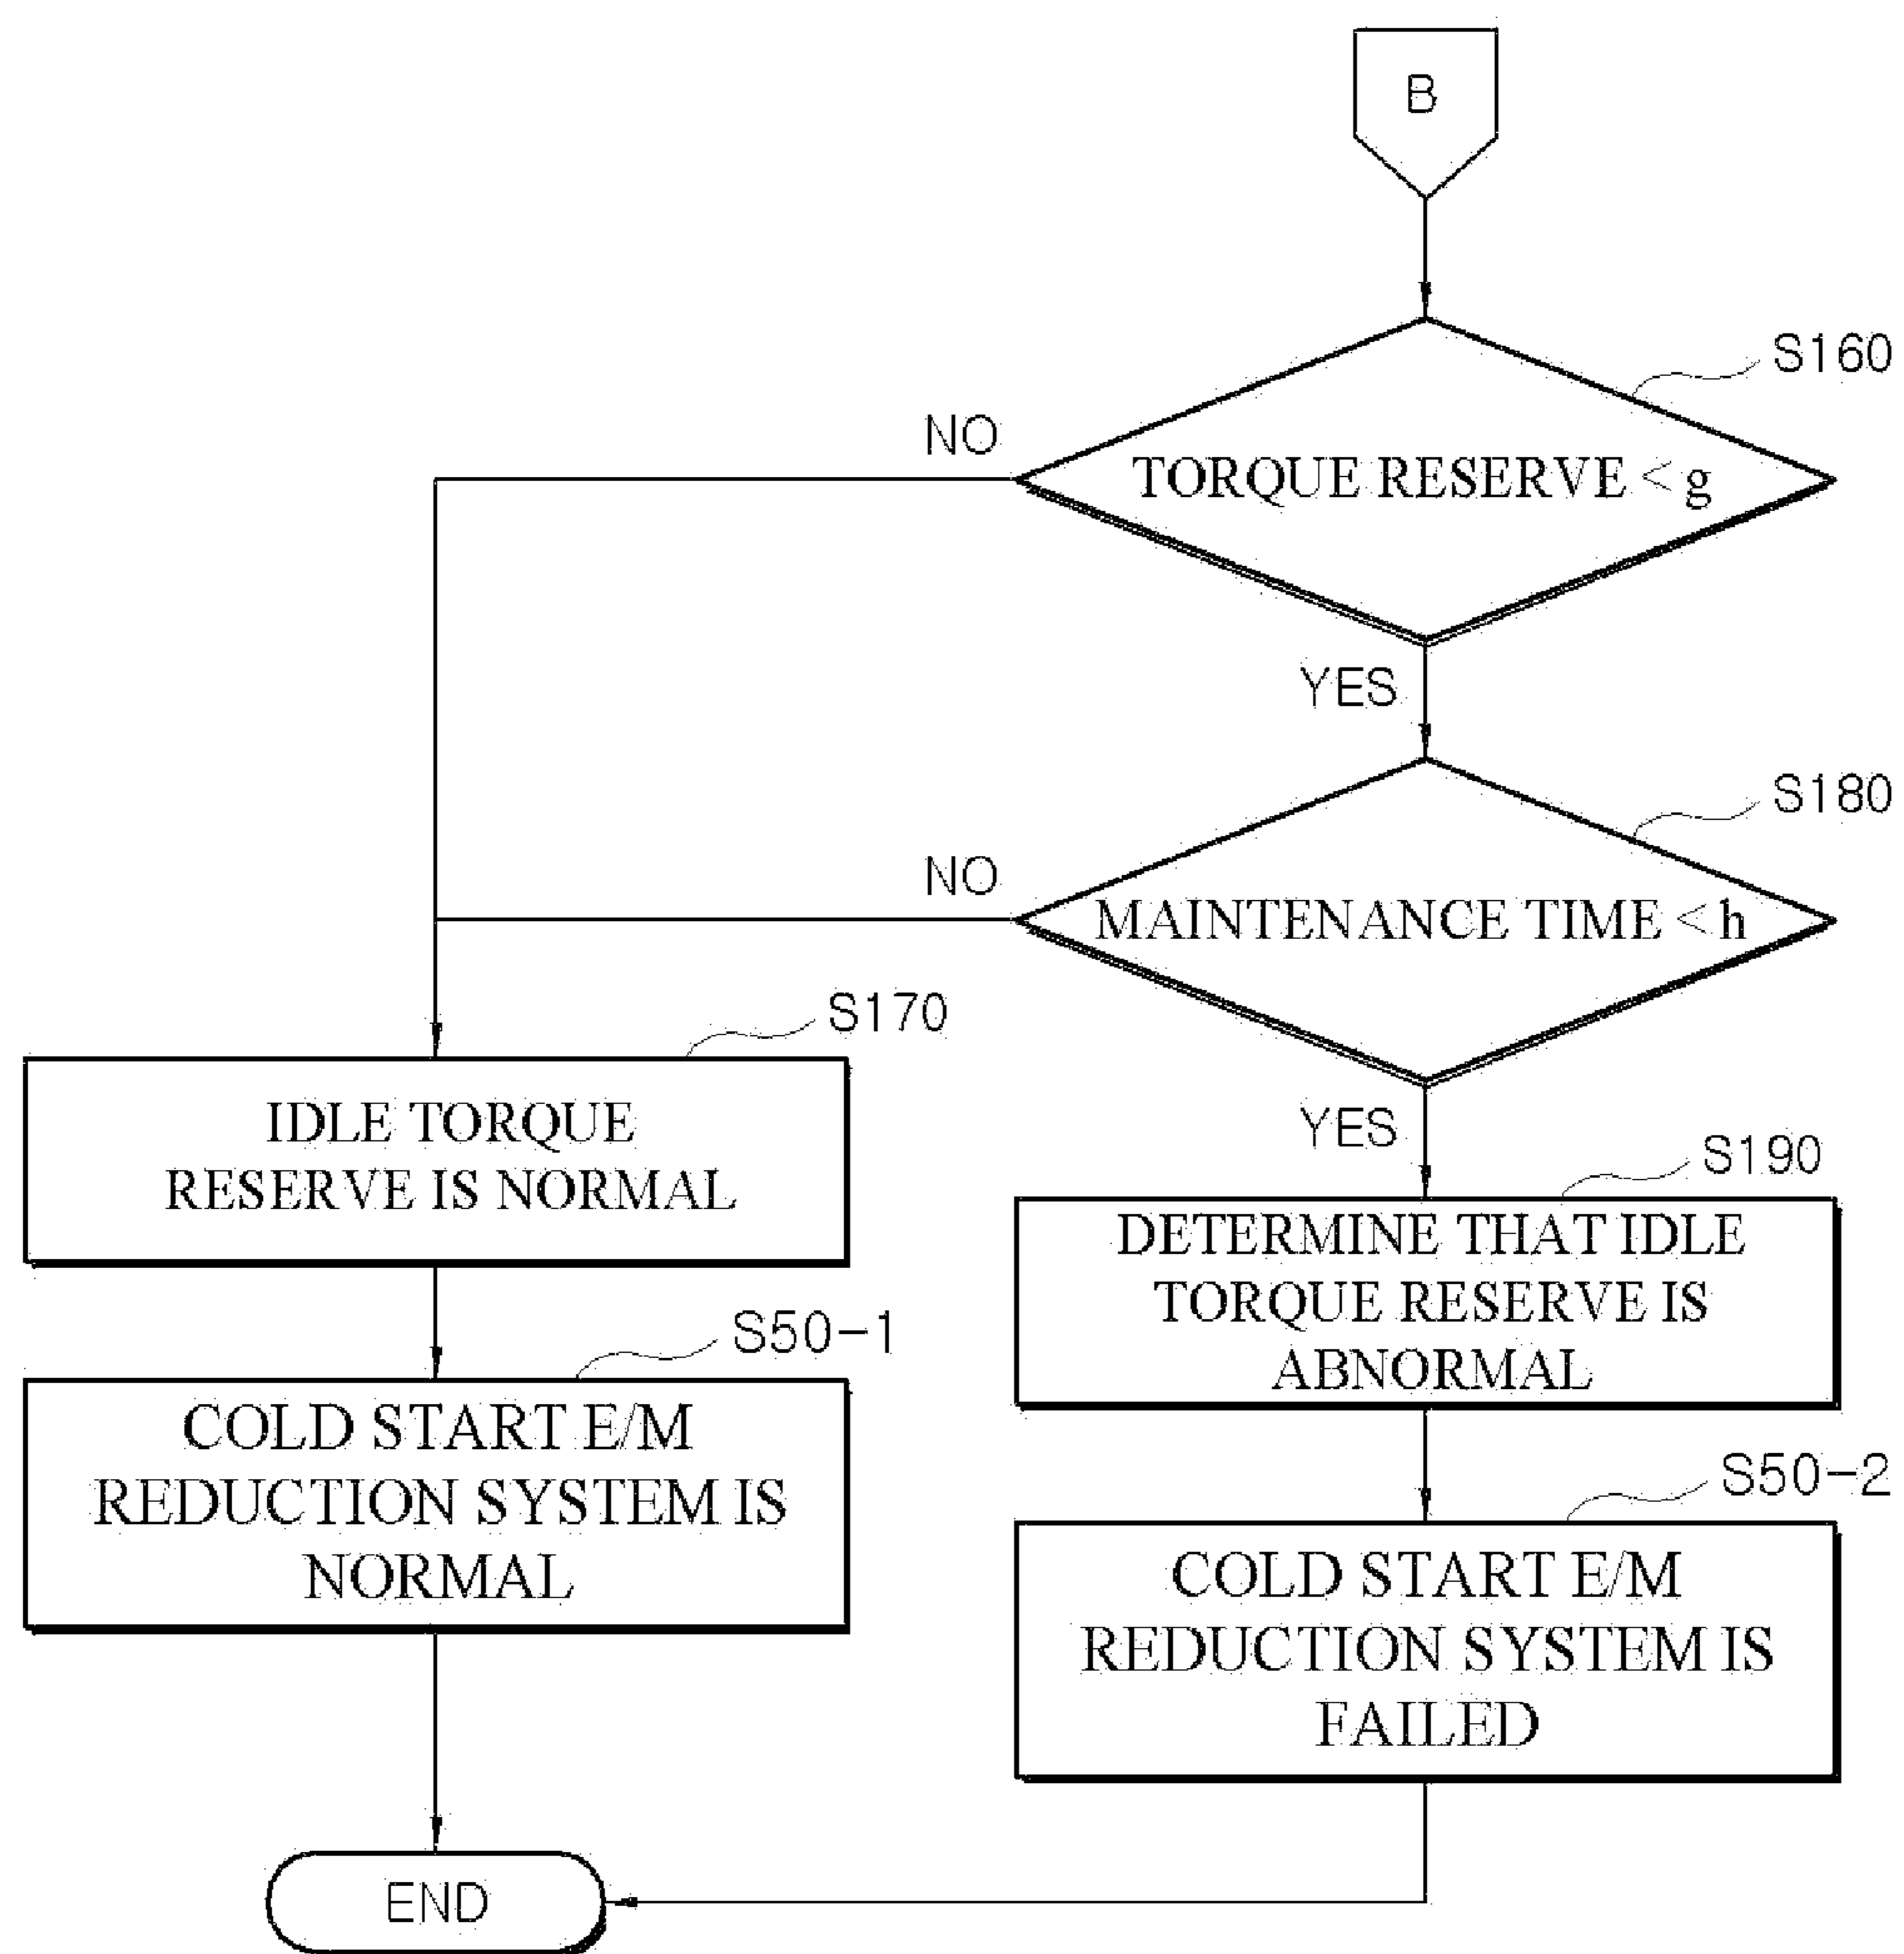 B
S160
NO
TORQUE RESERVE < g
YES
S180
NO
MAINTENANCE TIME < h
S170
IDLE TORQUE
RESERVE IS NORMAL
YES
S190
DETERMINE THAT IDLE
TORQUE RESERVE IS
ABNORMAL
S50-1
COLD START E/M
REDUCTION SYSTEM IS
NORMAL
S50-2
COLD START E/M
REDUCTION SYSTEM IS
FAILED
END